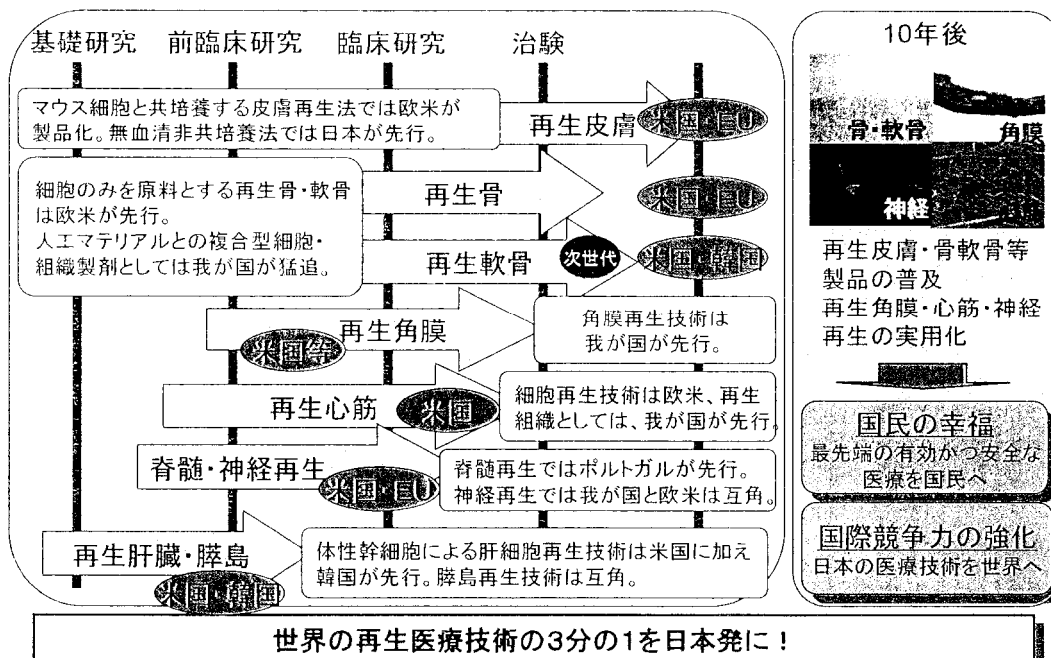 基礎研究 前臨床研究 臨床研究 治験
マウス細胞と共培養する皮膚再生法では欧米が
製品化。無血清非共培養法では日本が先行。
再生皮膚
米国・EU
細胞のみを原料とする再生骨・軟骨
は欧米が先行。
人工マテリアルとの複合型細胞・
組織製剤としては我が国が猛追。
再生骨
米国・EU
再生軟骨
次世代
米国・韓国
再生角膜
米国等
角膜再生技術は
我が国が先行。
再生心筋
米国
細胞再生技術は欧米、再生
組織としては、我が国が先行。
脊髄・神経再生
米国・EU
脊髄再生ではポルトガルが先行。
神経再生では我が国と欧米は互角。
再生肝臓・膵島
米国・韓国
体性幹細胞による肝細胞再生技術は米国に加え
韓国が先行。膵島再生技術は互角。
10年後
骨・軟骨
角膜
神経
再生皮膚・骨軟骨等
製品の普及
再生角膜・心筋・神経
再生の実用化
国民の幸福
最先端の有効かつ安全な
医療を国民へ
国際競争力の強化
日本の医療技術を世界へ
世界の再生医療技術の3分の1を日本発に！